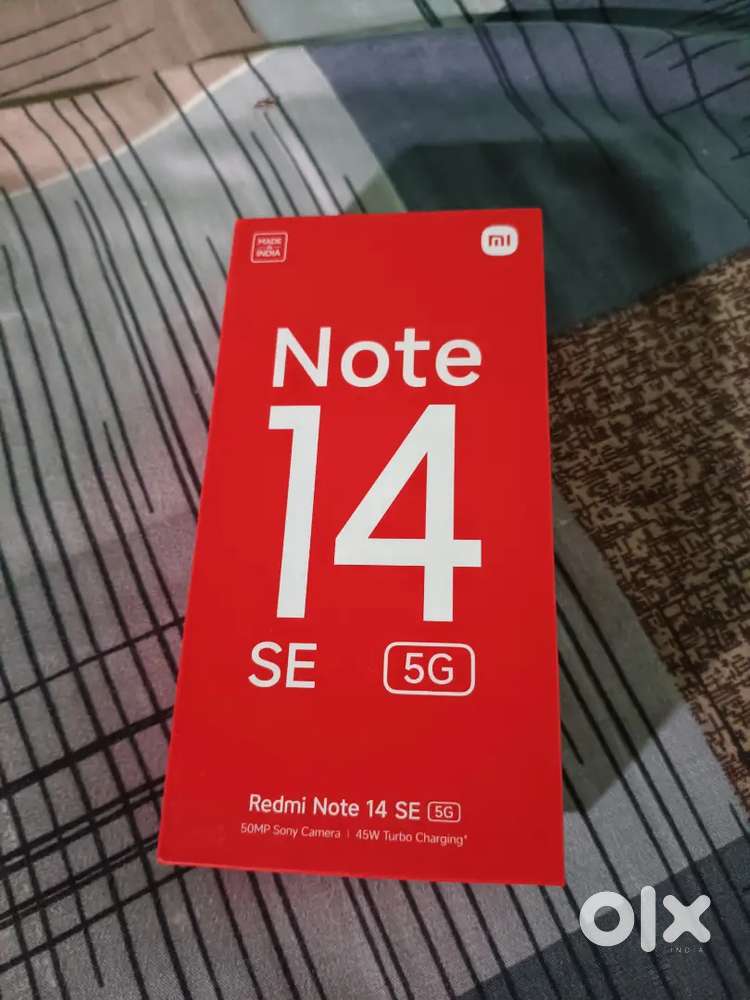 MADE
IN
INDIA
mi
Note
14
SE 5G
Redmi Note 14 SE 5G
50MP Sony Camera | 45W Turbo Charging*
olx
INDIA